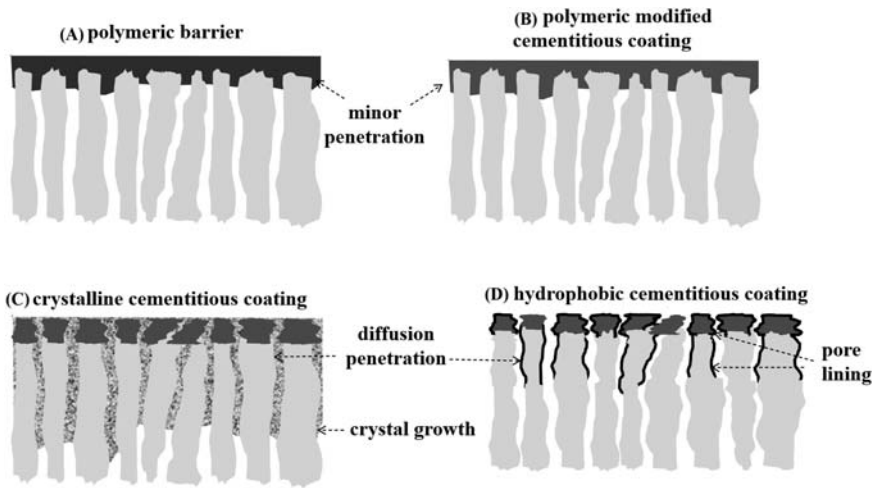 (A) polymeric barrier
(B) polymeric modified
cementitious coating
minor
penetration
(C) crystalline cementitious coating
(D) hydrophobic cementitious coating
diffusion
penetration
pore
lining
crystal growth